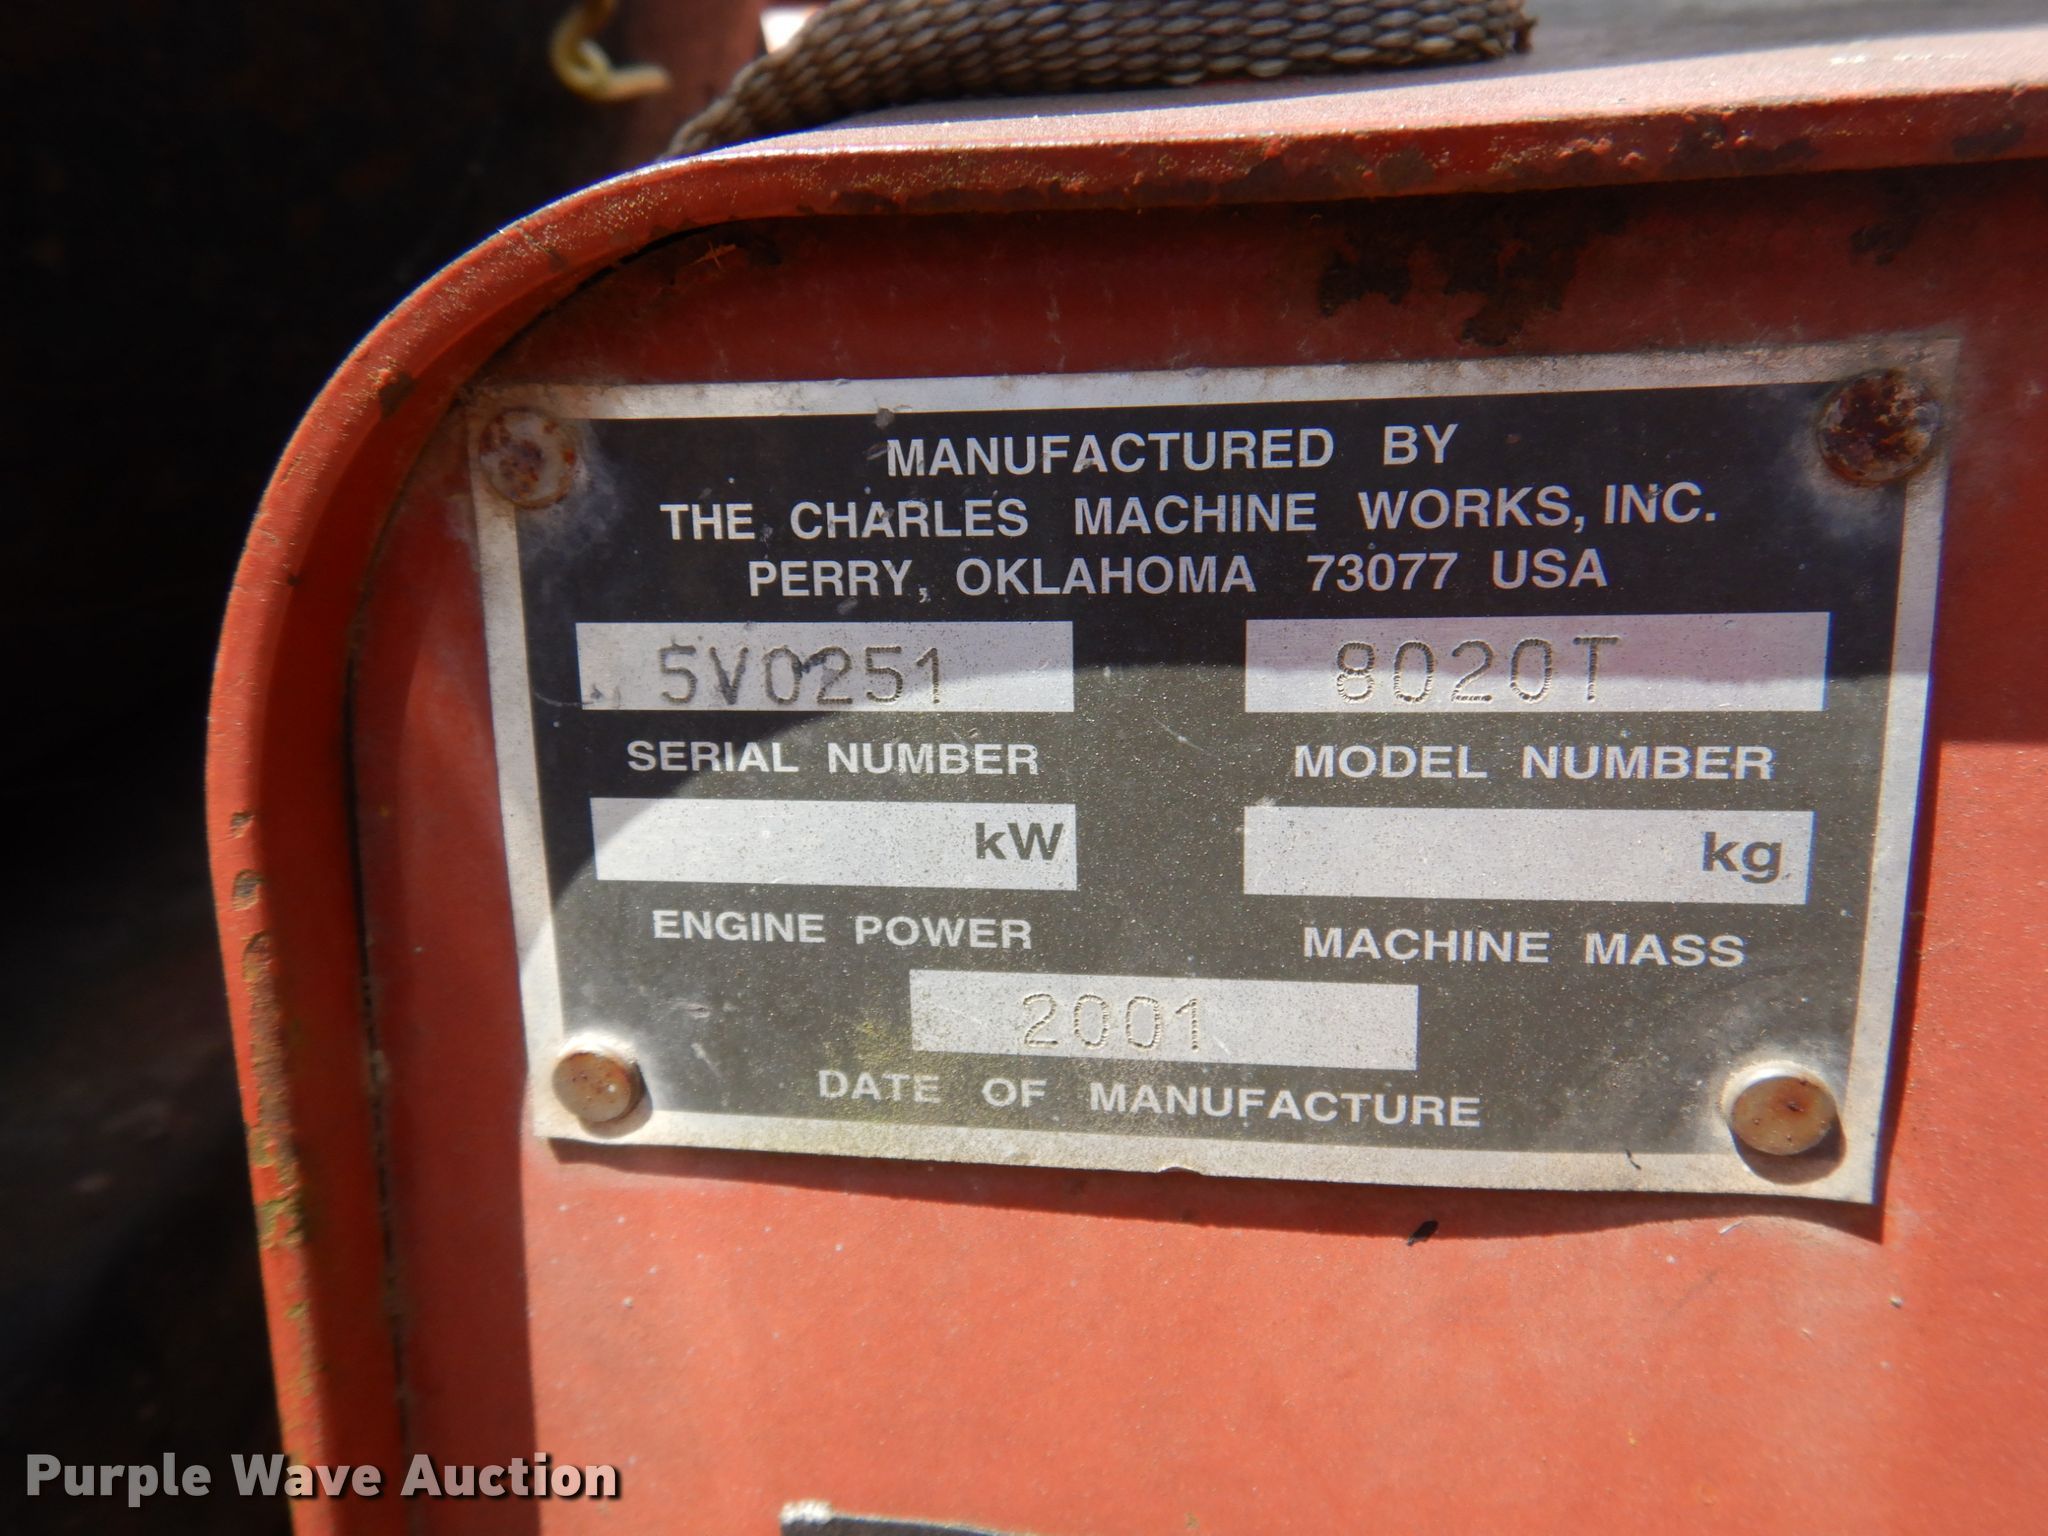 MANUFACTURED BY
THE CHARLES MACHINE WORKS, INC.
PERRY, OKLAHOMA 73077 USA
5V0251 8020T
SERIAL NUMBER MODEL NUMBER
kW kg
ENGINE POWER MACHINE MASS
2001
DATE OF MANUFACTURE
Purple Wave Auction